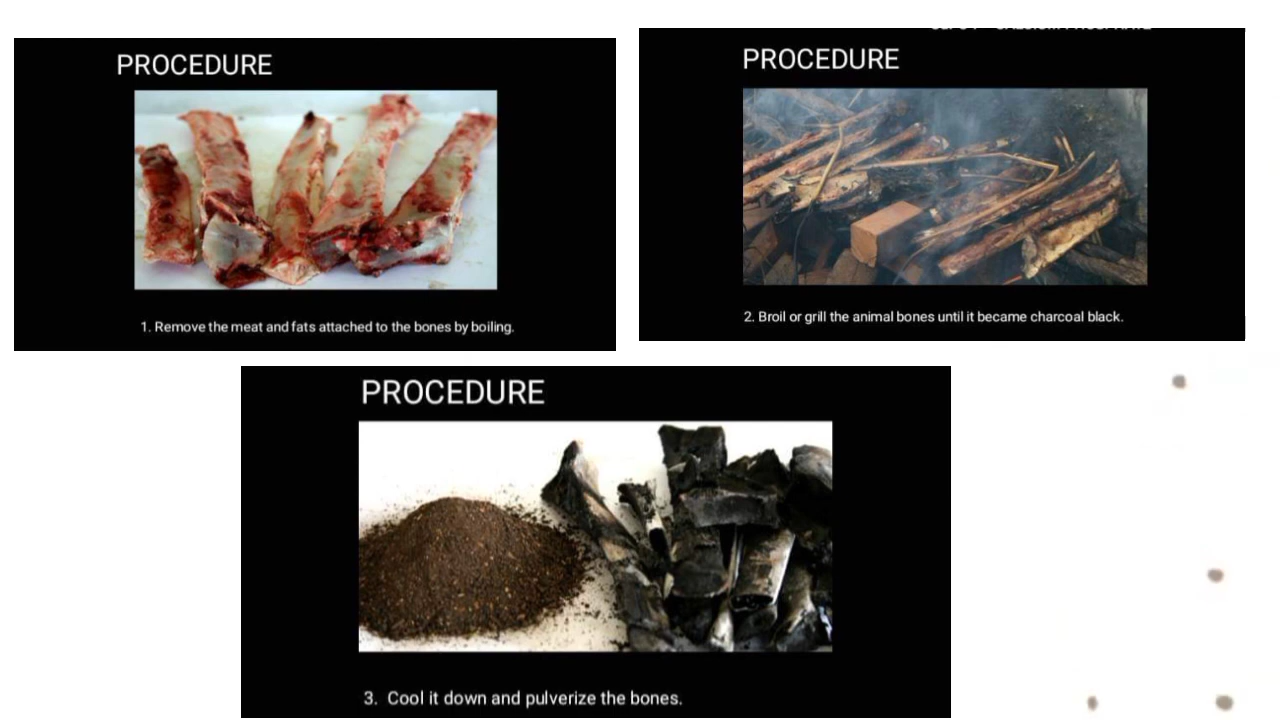 PROCEDURE
1. Remove the meat and fats attached to the bones by boiling.
PROCEDURE
2. Broil or grill the animal bones until it became charcoal black.
PROCEDURE
3. Cool it down and pulverize the bones.